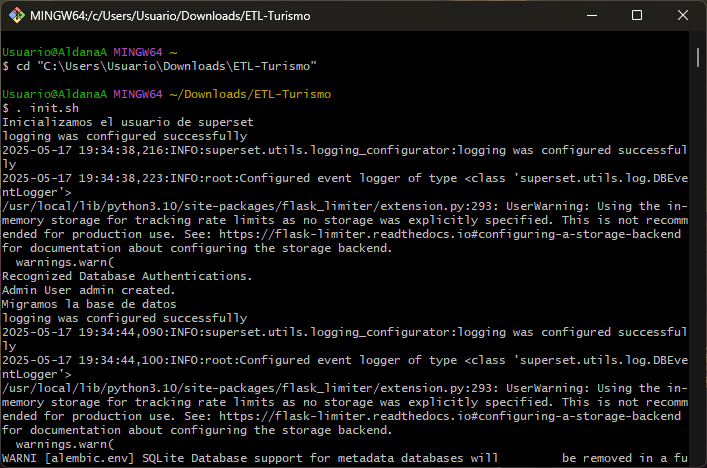 MINGW64:/c/Users/Usuario/Downloads/ETL-Turismo
Usuario@AldanaA MINGW64 ~
$ cd "C:\Users\Usuario\Downloads\ETL-Turismo"
Usuario@AldanaA MINGW64 ~/Downloads/ETL-Turismo
$ . init.sh
Inicializamos el usuario de superset
logging was configured successfully
2025-05-17 19:34:38,216:INFO:superset.utils.logging_configurator:logging was configured successful
ly
2025-05-17 19:34:38,223:INFO:root:Configured event logger of type <class 'superset.utils.log.DBEve
ntLogger'>
/usr/local/lib/python3.10/site-packages/flask_limiter/extension.py:293: UserWarning: Using the in-
memory storage for tracking rate limits as no storage was explicitly specified. This is not recomm
ended for production use. See: https://flask-limiter.readthedocs.io#configuring-a-storage-backend
for documentation about configuring the storage backend.
  warnings.warn(
Recognized Database Authentications.
Admin User admin created.
Migramos la base de datos
logging was configured successfully
2025-05-17 19:34:44,090:INFO:superset.utils.logging_configurator:logging was configured successful
ly
2025-05-17 19:34:44,100:INFO:root:Configured event logger of type <class 'superset.utils.log.DBEve
ntLogger'>
/usr/local/lib/python3.10/site-packages/flask_limiter/extension.py:293: UserWarning: Using the in-
memory storage for tracking rate limits as no storage was explicitly specified. This is not recomm
ended for production use. See: https://flask-limiter.readthedocs.io#configuring-a-storage-backend
for documentation about configuring the storage backend.
  warnings.warn(
WARNI [alembic.env] SQLite Database support for metadata databases will         be removed in a fu